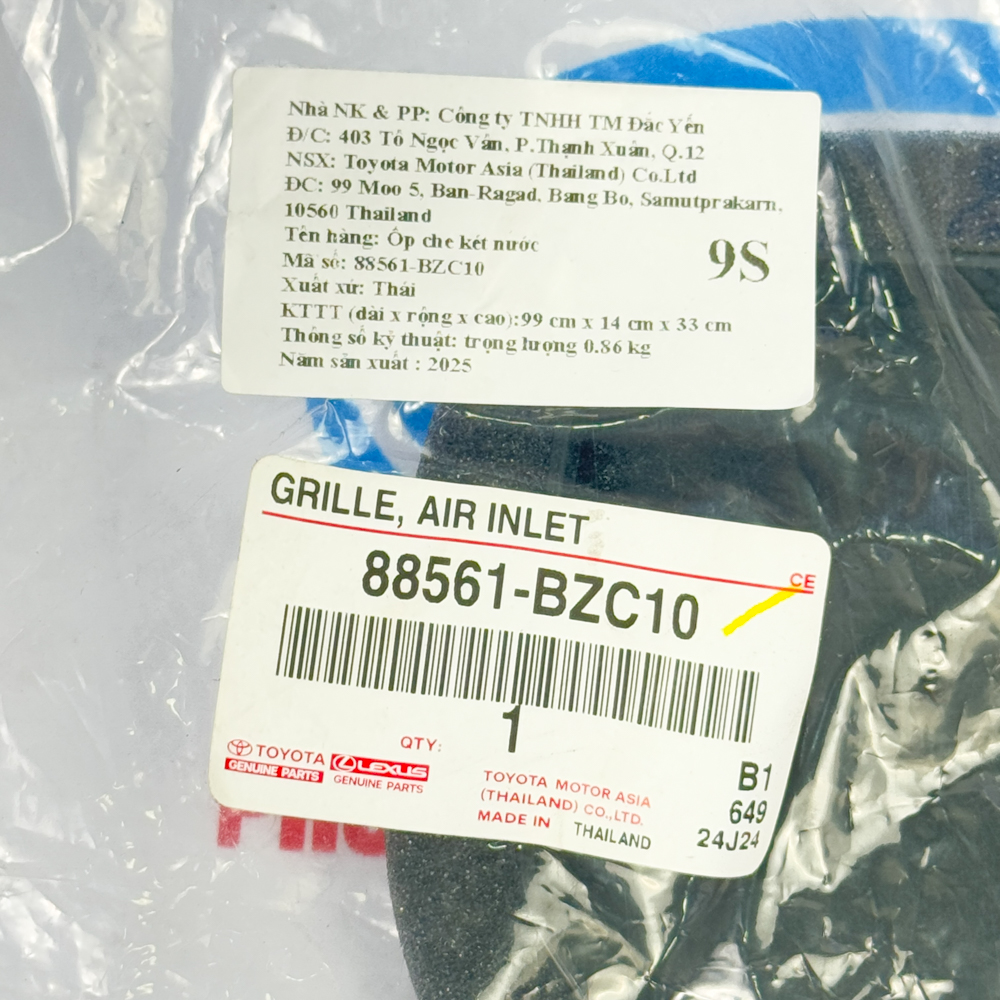 Nhà NK & PP: Công ty TNHH TM Đắc Yến
Đ/C: 403 Tô Ngọc Vân, P.Thạnh Xuân, Q.12
NSX: Toyota Motor Asia (Thailand) Co.Ltd
ĐC: 99 Moo 5, Ban-Ragad, Bang Bo, Samutprakarn,
10560 Thailand
Tên hàng: Ốp che két nước
9S
Mã số: 88561-BZC10
Xuất xứ: Thái
KTTT (dài x rộng x cao):99 cm x 14 cm x 33 cm
Thông số kỹ thuật: trọng lượng 0.86 kg
Năm sản xuất : 2025
GRILLE, AIR INLET
CE
88561-BZC10
QTY: 1
TOYOTA
GENUINE PARTS
LEXUS
GENUINE PARTS
TOYOTA MOTOR ASIA
(THAILAND) CO.,LTD.
MADE IN THAILAND
B1
649
24J24